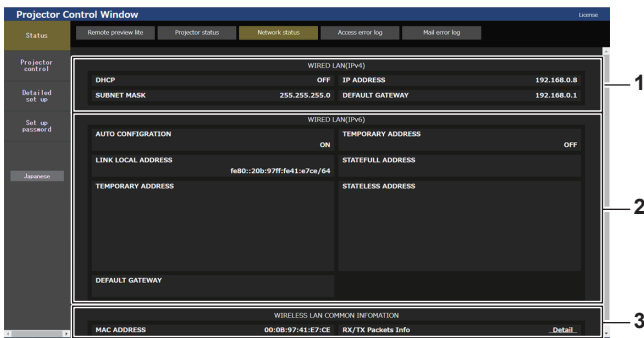 Projector Control Window
License
Status
Remote preview lite
Projector status
Network status
Access error log
Mail error log
Projector
control
Detailed
set up
Set up
password
Japanese
WIRED LAN(IPv4)
DHCP OFF IP ADDRESS 192.168.0.8
SUBNET MASK 255.255.255.0 DEFAULT GATEWAY 192.168.0.1
1
WIRED LAN(IPv6)
AUTO CONFIGRATION TEMPORARY ADDRESS
ON OFF
LINK LOCAL ADDRESS STATEFULL ADDRESS
fe80::20b:97ff:fe41:e7ce/64
TEMPORARY ADDRESS STATELESS ADDRESS
2
DEFAULT GATEWAY
WIRELESS LAN COMMON INFOMATION
MAC ADDRESS 00:0B:97:41:E7:CE RX/TX Packets Info Detail
3